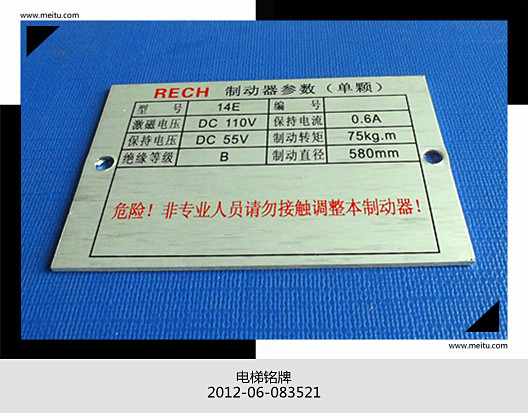 www.meitu.com
RECH 制动器参数（单颗）
型 号 14E 编 号
激磁电压 DC 110V 保持电流 0.6A
保持电压 DC 55V 制动转矩 75kg.m
绝缘等级 B 制动直径 580mm
危险！非专业人员请勿接触调整本制动器！
www.meitu.com
电梯铭牌
2012-06-083521